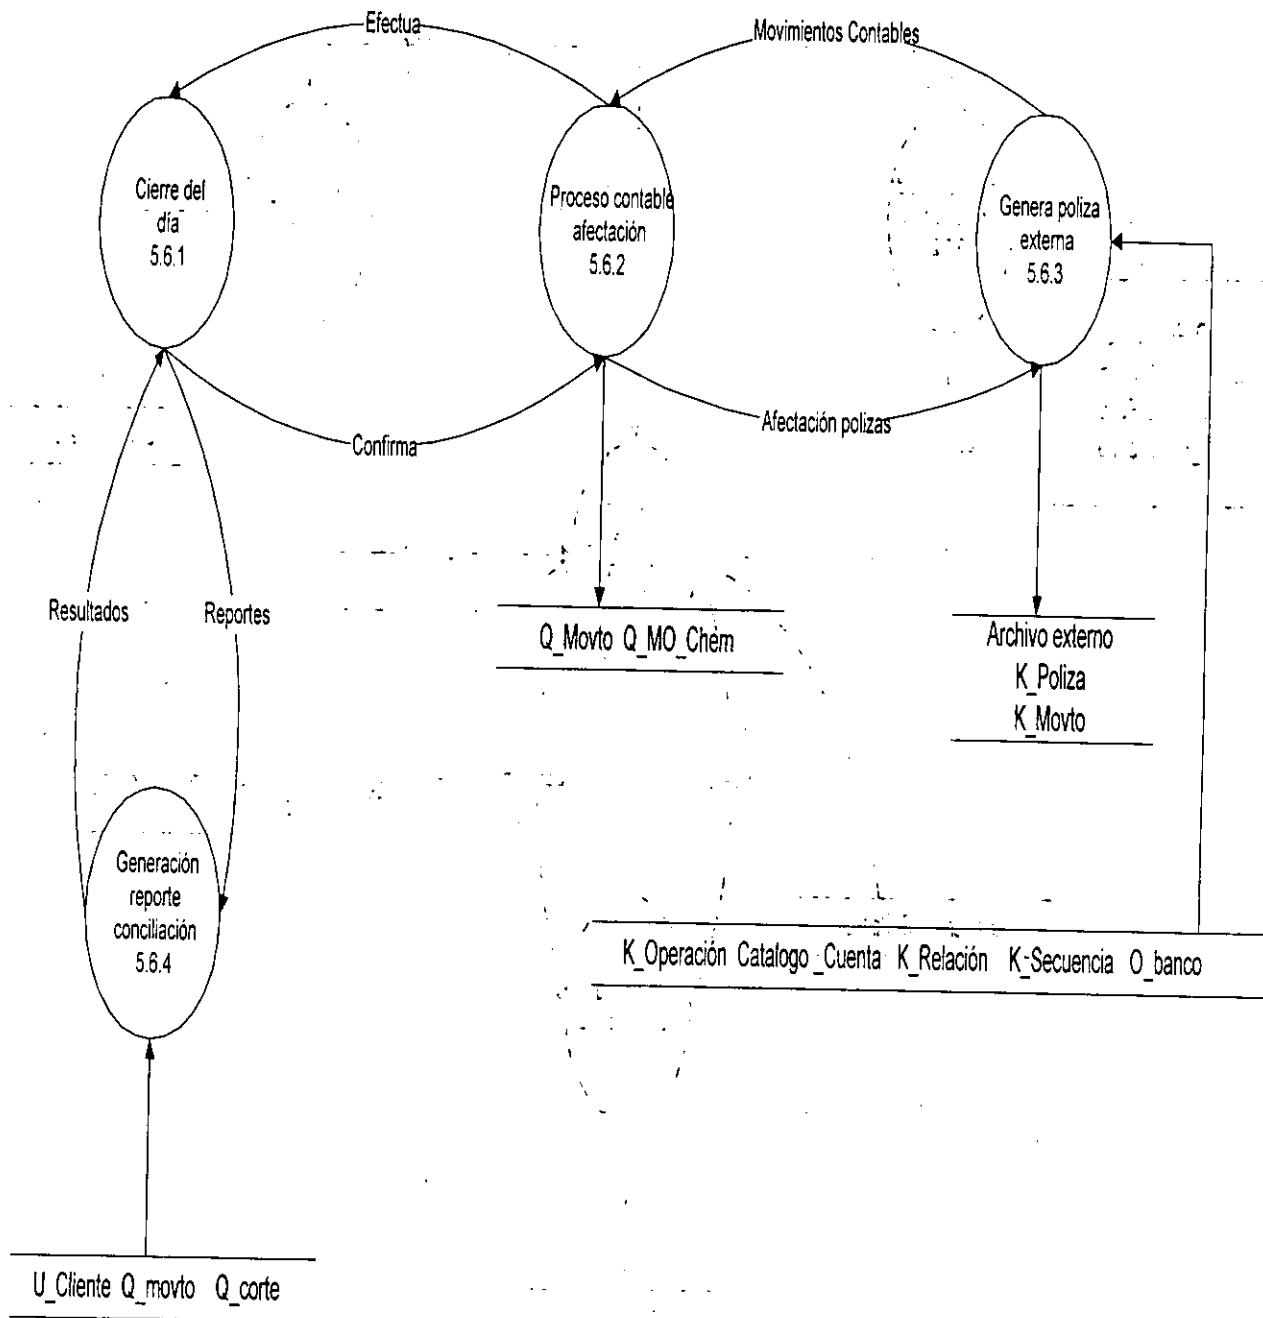 Efectua
Movimientos Contables
Cierre del
día
5.6.1
Proceso contable
afectación
5.6.2
Genera poliza
externa
5.6.3
Confirma
Afectación polizas
Resultados
Reportes
Q_Movto Q_MO_Chem
Archivo externo
K_Poliza
K_Movto
Generación
reporte
conciliación
5.6.4
K_Operación Catalogo_Cuenta K_Relación K-Secuencia O_banco
U_Cliente Q_movto Q_corte